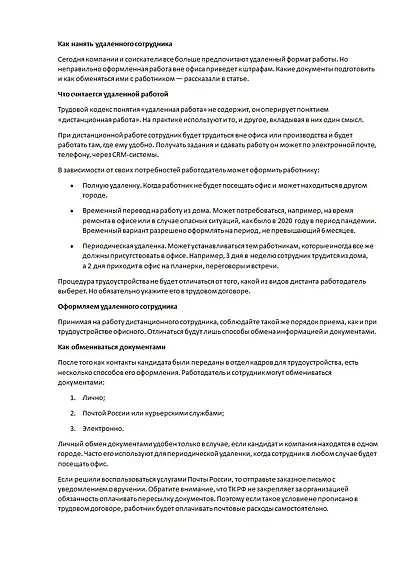 Как нанять удаленного сотрудника
Сегодня компании и соискатели все больше предпочитают удаленный формат работы. Но
неправильно оформленная работа вне офиса приведет к штрафам. Какие документы подготовить
и как обменяться ими с работником — рассказали в статье.
Что считается удаленной работой
Трудовой кодекс понятия «удаленная работа» не содержит, он оперирует понятием
«дистанционная работа». На практике используют то, и другое, вкладывая в них один смысл.
При дистанционной работе сотрудник будет трудиться вне офиса или производства и будет
работать там, где ему удобно. Получать задания и сдавать работу он может по электронной почте,
телефону, через CRM-системы.
В зависимости от своих потребностей работодатель может оформить работнику:
• Полную удаленку. Когда работник не будет посещать офис и может находиться в другом
городе.
• Временный перевод на работу из дома. Может потребоваться, например, на время
ремонта в офисе или в случае опасных ситуаций, как было в 2020 году в период пандемии.
Временный вариант разрешено оформлять на период, не превышающий 6 месяцев.
• Периодическая удаленка. Может устанавливаться тем работникам, которые иногда все же
должны присутствовать в офисе. Например, 3 дня в неделю сотрудник трудится из дома,
а 2 дня приходит в офис на планерки, переговоры и встречи.
Процедура трудоустройства не будет отличаться от того, какой из видов дистанта работодатель
выберет. Но обязательно укажите его в трудовом договоре.
Оформляем удаленного сотрудника
Принимая на работу дистанционного сотрудника, соблюдайте такой же порядок приема, как и при
трудоустройстве офисного. Отличаться будут лишь способы обмена информацией и документами.
Как обмениваться документами
После того как контакты кандидата были переданы в отдел кадров для трудоустройства, есть
несколько способов его оформления. Работодатель и сотрудник могут обмениваться
документами:
1. Лично;
2. Почтой России или курьерскими службами;
3. Электронно.
Личный обмен документами удобен только в случае, если кандидат и компания находятся в одном
городе. Часто его используют для периодической удаленки, когда сотрудник в любом случае будет
посещать офис.
Если решили воспользоваться услугами Почты России, то отправьте заказное письмо с
уведомлением о вручении. Обратите внимание, что ТК РФ не закрепляет за организацией
обязанность оплачивать пересылку документов. Поэтому если такое условие не прописано в
трудовом договоре, работник будет оплачивать почтовые расходы самостоятельно.